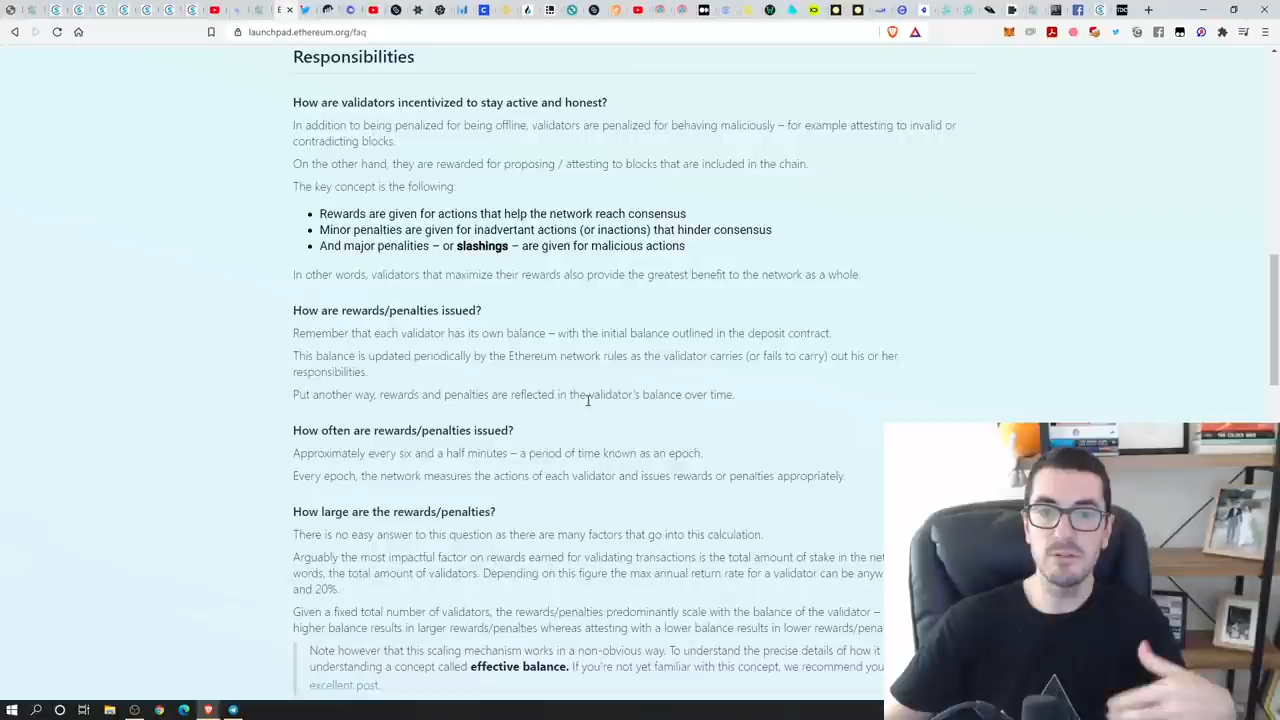 launchpad.ethereum.org/faq
Responsibilities
How are validators incentivized to stay active and honest?
In addition to being penalized for being offline, validators are penalized for behaving maliciously – for example attesting to invalid or
contradicting blocks.
On the other hand, they are rewarded for proposing / attesting to blocks that are included in the chain.
The key concept is the following:
• Rewards are given for actions that help the network reach consensus
• Minor penalties are given for inadvertant actions (or inactions) that hinder consensus
• And major penalities – or slashings – are given for malicious actions
In other words, validators that maximize their rewards also provide the greatest benefit to the network as a whole.
How are rewards/penalties issued?
Remember that each validator has its own balance – with the initial balance outlined in the deposit contract.
This balance is updated periodically by the Ethereum network rules as the validator carries (or fails to carry) out his or her
responsibilities.
Put another way, rewards and penalties are reflected in the validator's balance over time.
How often are rewards/penalties issued?
Approximately every six and a half minutes – a period of time known as an epoch.
Every epoch, the network measures the actions of each validator and issues rewards or penalties appropriately.
How large are the rewards/penalties?
There is no easy answer to this question as there are many factors that go into this calculation.
Arguably the most impactful factor on rewards earned for validating transactions is the total amount of stake in the net
words, the total amount of validators. Depending on this figure the max annual return rate for a validator can be anyw
and 20%.
Given a fixed total number of validators, the rewards/penalties predominantly scale with the balance of the validator –
higher balance results in larger rewards/penalties whereas attesting with a lower balance results in lower rewards/pena
Note however that this scaling mechanism works in a non-obvious way. To understand the precise details of how it
understanding a concept called effective balance. If you're not yet familiar with this concept, we recommend you
excellent post.